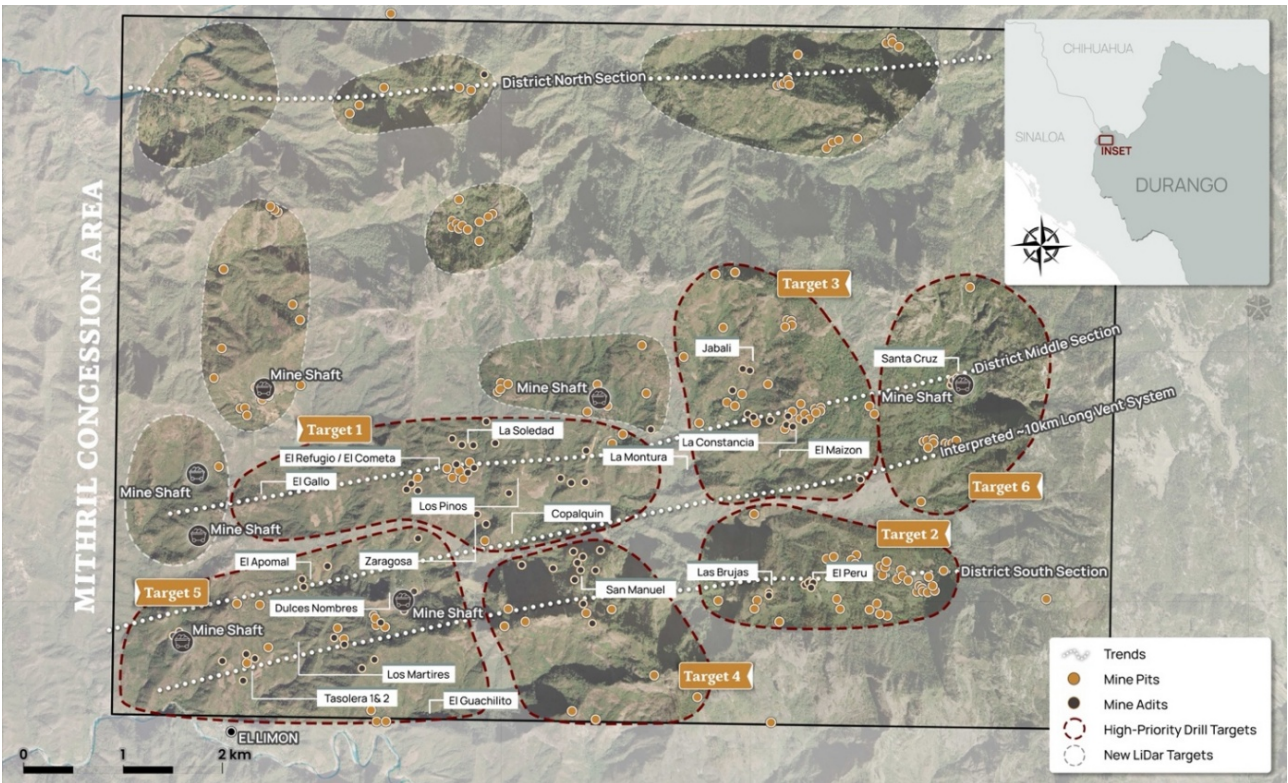 CHIHUAHUA
SINALOA
INSET
DURANGO
District North Section
MITHRIL CONCESSION AREA
Target 3
Jabali
Santa Cruz
District Middle Section
Mine Shaft
Mine Shaft
Mine Shaft
Interpreted ~10km Long Vent System
Target 1
La Soledad
La Constancia
El Maizon
El Refugio / El Cometa
La Montura
El Gallo
Mine Shaft
Target 6
Los Pinos
Copalquin
Mine Shaft
Target 2
El Apomal
Zaragosa
Las Brujas
El Peru
District South Section
Target 5
San Manuel
Dulces Nombres
Mine Shaft
Mine Shaft
Los Martires
Target 4
Tasolera 1& 2
El Guachilito
EL LIMON
0 1 2 km
Trends
Mine Pits
Mine Adits
High-Priority Drill Targets
New LiDar Targets